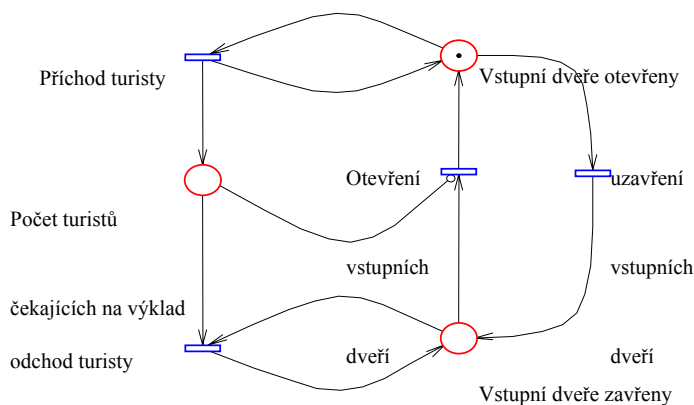 Příchod turisty
Vstupní dveře otevřeny
Otevření
uzavření
Počet turistů
vstupních
vstupních
čekajících na výklad
odchod turisty
dveří
dveří
Vstupní dveře zavřeny